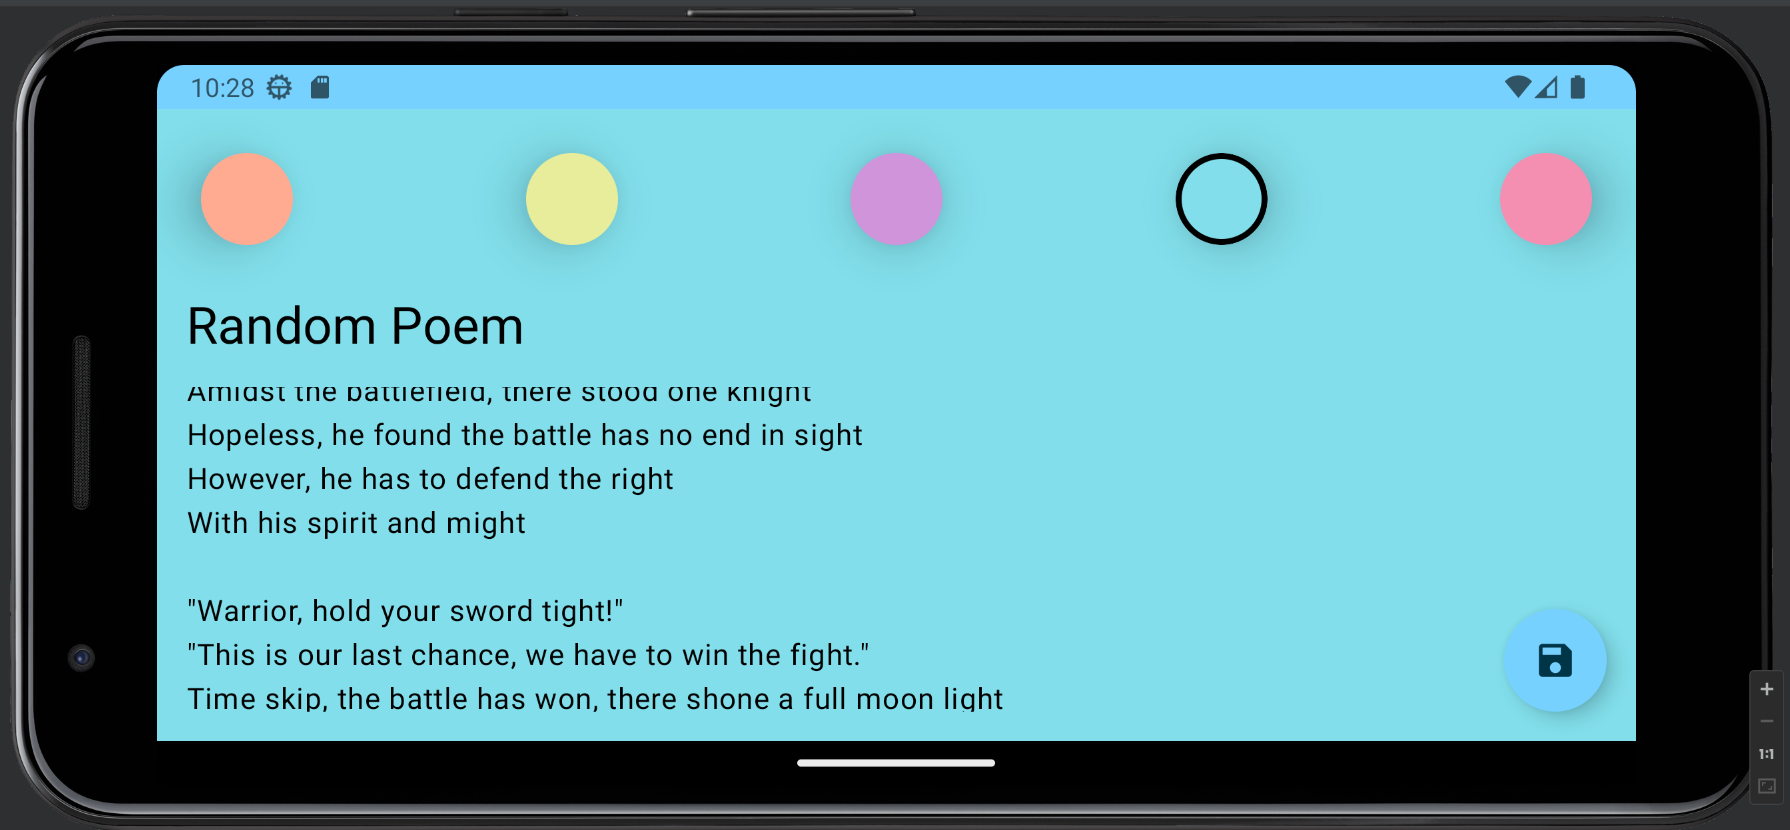 10:28
Random Poem
Amidst the battlefield, there stood one knight
Hopeless, he found the battle has no end in sight
However, he has to defend the right
With his spirit and might
"Warrior, hold your sword tight!"
"This is our last chance, we have to win the fight."
Time skip, the battle has won, there shone a full moon light
1:1